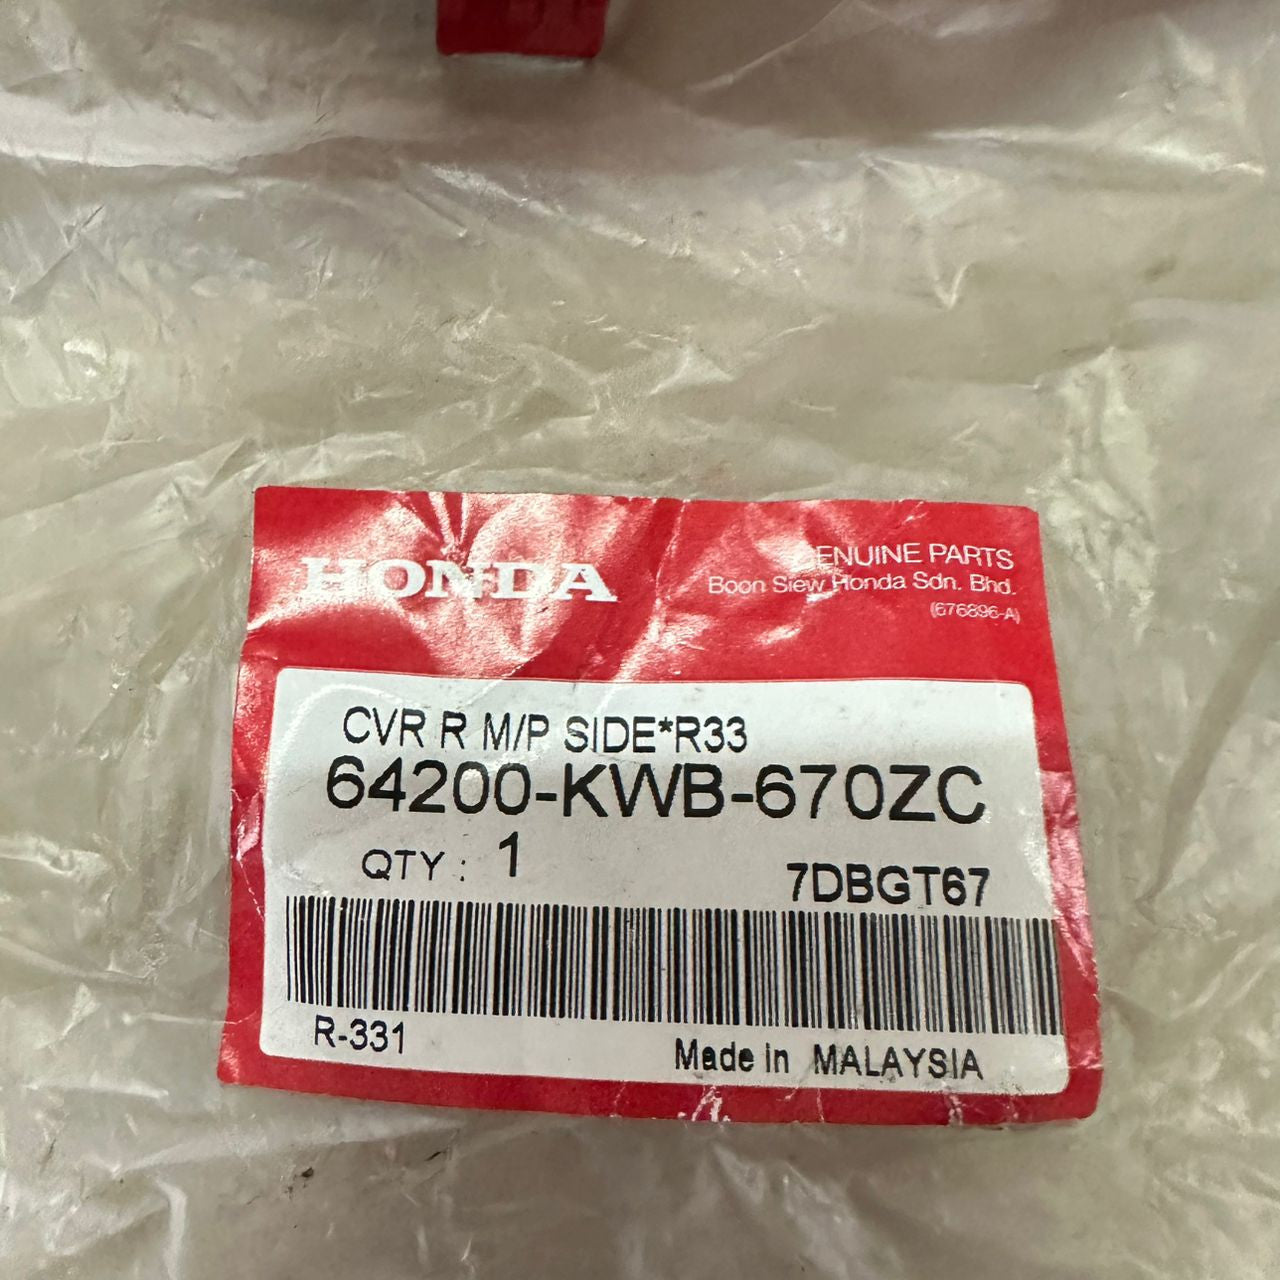 HONDA
GENUINE PARTS
Boon Siew Honda Sdn. Bhd.
(676896-A)
CVR R M/P SIDE*R33
64200-KWB-670ZC
QTY : 1
7DBGT67
R-331
Made in MALAYSIA